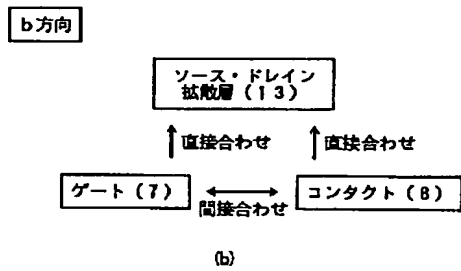 b方向
ソース・ドレイン
拡散層(13)
直接合わせ
直接合わせ
ゲート(7)
コンタクト(8)
間接合わせ
(b)